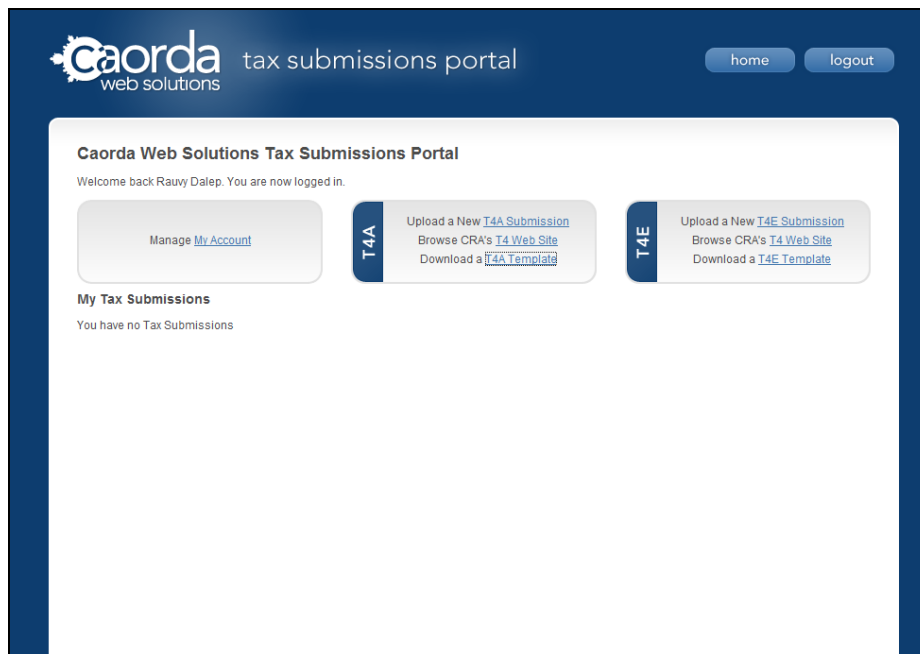 caorda
web solutions
tax submissions portal
home
logout
Caorda Web Solutions Tax Submissions Portal
Welcome back Rauvy Dalep. You are now logged in.
Manage My Account
T4A
Upload a New T4A Submission
Browse CRA's T4 Web Site
Download a T4A Template
T4E
Upload a New T4E Submission
Browse CRA's T4 Web Site
Download a T4E Template
My Tax Submissions
You have no Tax Submissions